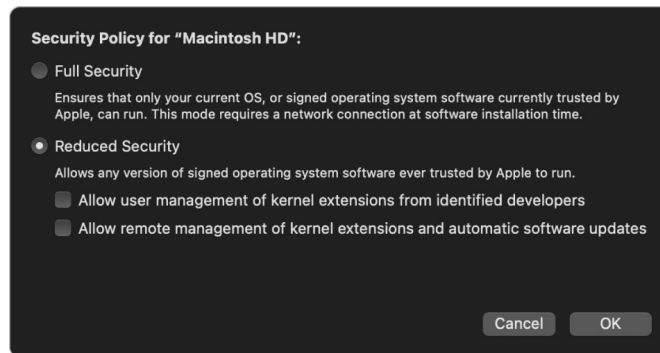 Security Policy for “Macintosh HD”:
Full Security
Ensures that only your current OS, or signed operating system software currently trusted by
Apple, can run. This mode requires a network connection at software installation time.
Reduced Security
Allows any version of signed operating system software ever trusted by Apple to run.
Allow user management of kernel extensions from identified developers
Allow remote management of kernel extensions and automatic software updates
Cancel OK